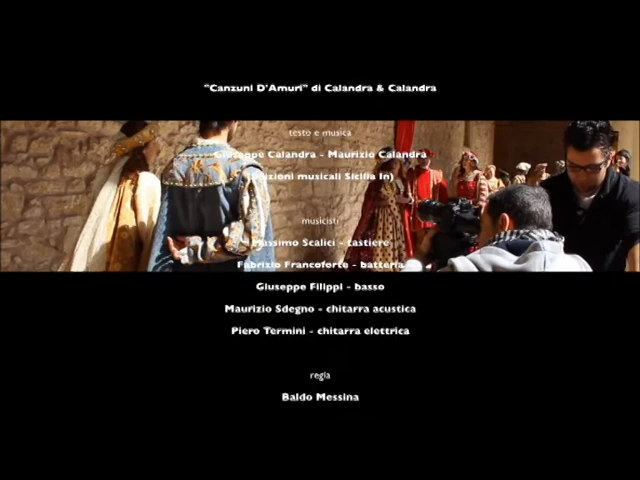 "Canzuni D'Amuri" di Calandra & Calandra
testo e musica
Giuseppe Calandra - Maurizio Calandra
(Edizioni musicali Sicilia In)
musicisti
Massimo Scalici - tastiere
Fabrizio Francoforte - batteria
Giuseppe Filippi - basso
Maurizio Sdegno - chitarra acustica
Piero Termini - chitarra elettrica
regia
Baldo Messina